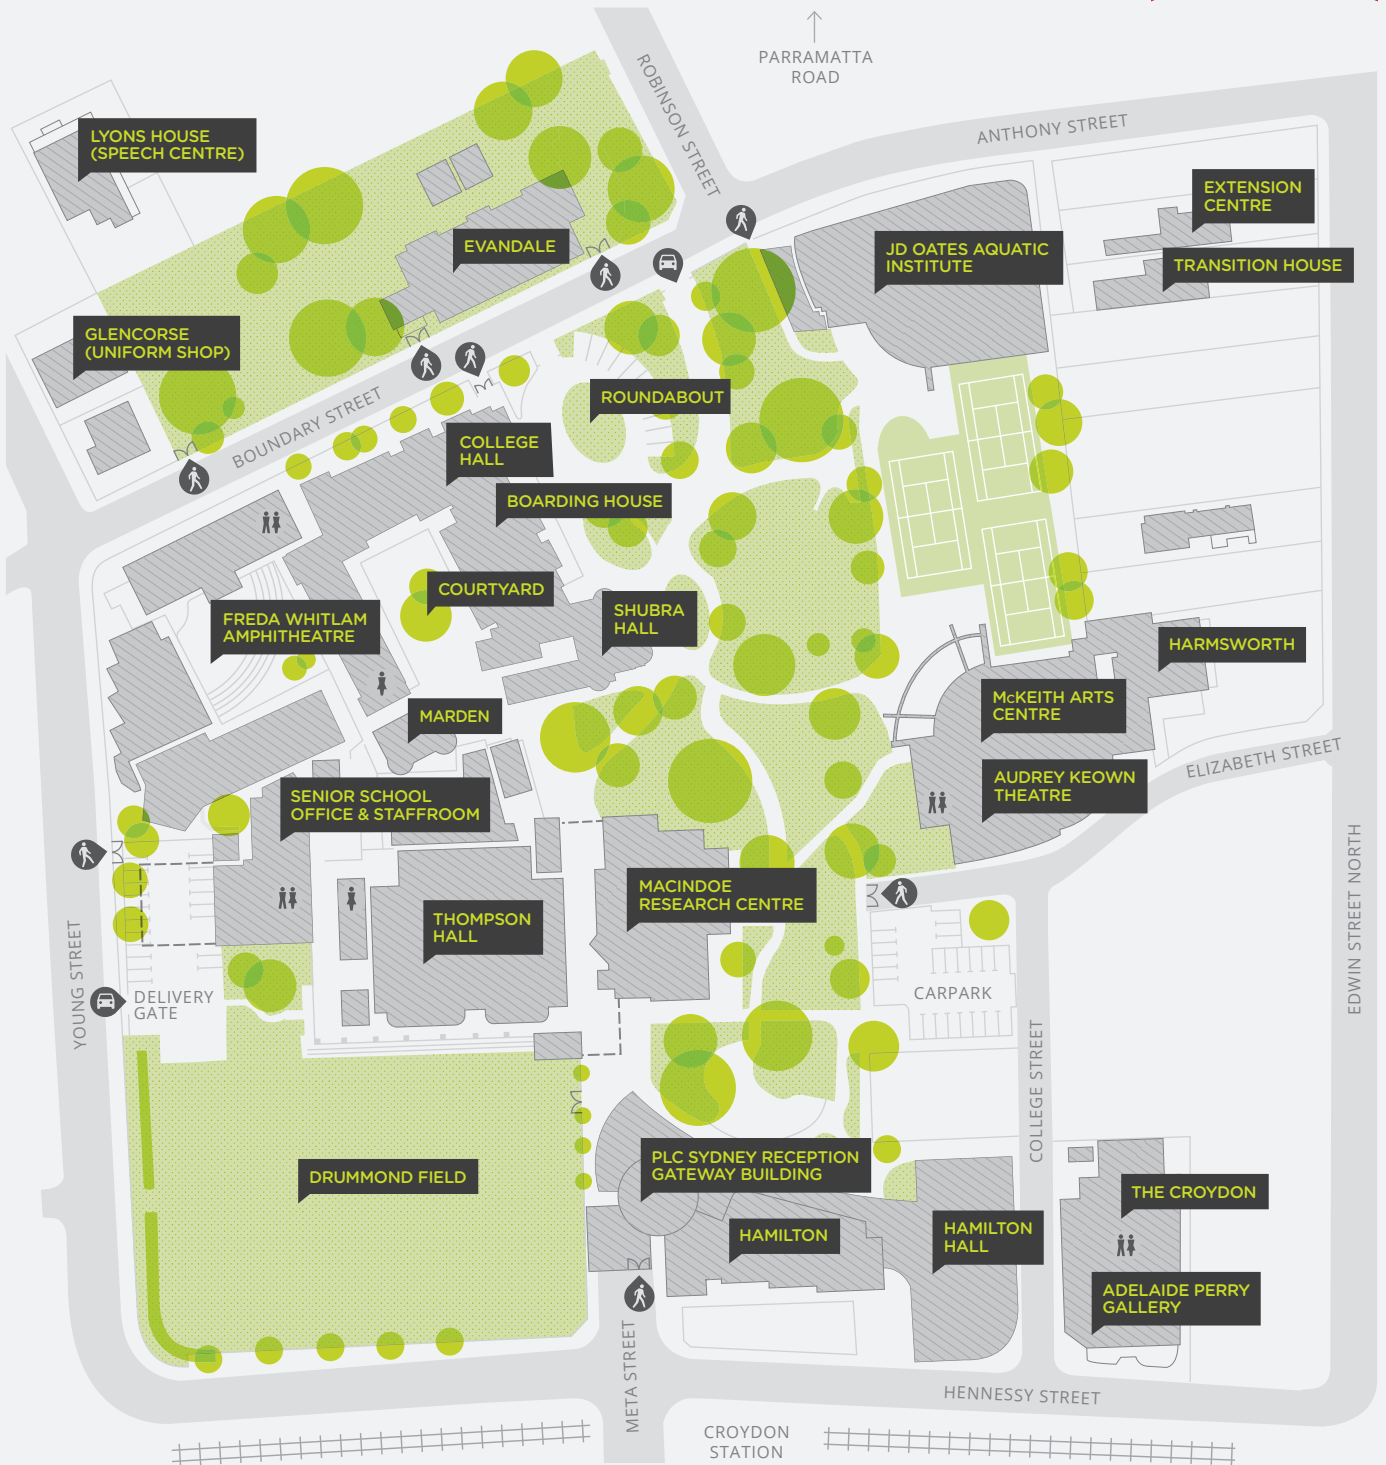 PARRAMATTA
ROAD
ROBINSON STREET
ANTHONY STREET
LYONS HOUSE
(SPEECH CENTRE)
EXTENSION
CENTRE
EVANDALE
JD OATES AQUATIC
INSTITUTE
TRANSITION HOUSE
GLENCORSE
(UNIFORM SHOP)
BOUNDARY STREET
ROUNDABOUT
COLLEGE
HALL
BOARDING HOUSE
COURTYARD
SHUBRA
HALL
FREDA WHITLAM
AMPHITHEATRE
HARMSWORTH
McKEITH ARTS
CENTRE
MARDEN
ELIZABETH STREET
AUDREY KEOWN
THEATRE
SENIOR SCHOOL
OFFICE & STAFFROOM
MACINDOE
RESEARCH CENTRE
THOMPSON
HALL
EDWIN STREET NORTH
YOUNG STREET
DELIVERY
GATE
CARPARK
COLLEGE STREET
DRUMMOND FIELD
PLC SYDNEY RECEPTION
GATEWAY BUILDING
THE CROYDON
HAMILTON
HAMILTON
HALL
ADELAIDE PERRY
GALLERY
META STREET
HENNESSY STREET
CROYDON
STATION